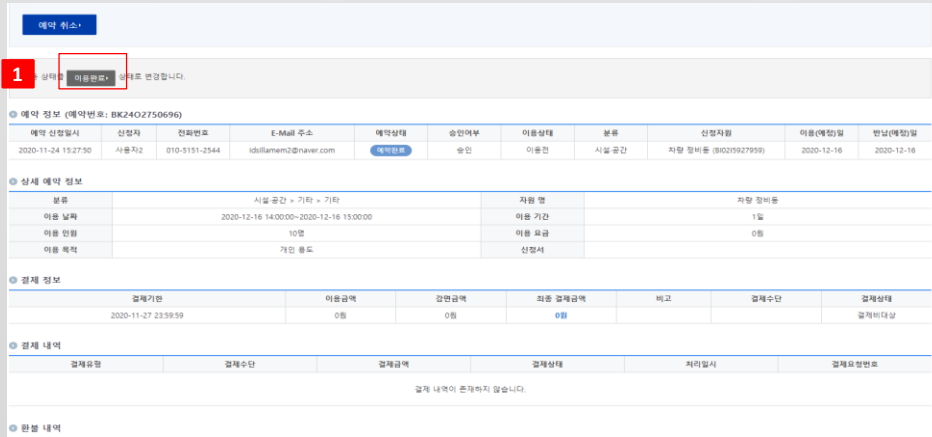 예약 취소
1
상태를 이용완료 상태로 변경합니다.
예약 정보 (예약번호: BK24O2750696)
예약 신청일시 신청자 전화번호 E-Mail 주소 예약상태 승인여부 이용상태 분류 신청자원 이용(예정)일 반납(예정)일
2020-11-24 15:27:50 사용자2 010-5151-2544 idsiliamem2@naver.com 예약완료 승인 이용전 시설·공간 차량 정비동 (BI02I5927959) 2020-12-16 2020-12-16
상세 예약 정보
분류 시설·공간 > 기타 > 기타 자원 명 차량 정비동
이용 날짜 2020-12-16 14:00:00~2020-12-16 15:00:00 이용 기간 1일
이용 인원 10명 이용 요금 0원
이용 목적 개인 용도 신청서
결제 정보
결제기한 이용금액 감면금액 최종 결제금액 비고 결제수단 결제상태
2020-11-27 23:59:59 0원 0원 0원 결제비대상
결제 내역
결제유형 결제수단 결제금액 결제상태 처리일시 결제요청번호
결제 내역이 존재하지 않습니다.
환불 내역